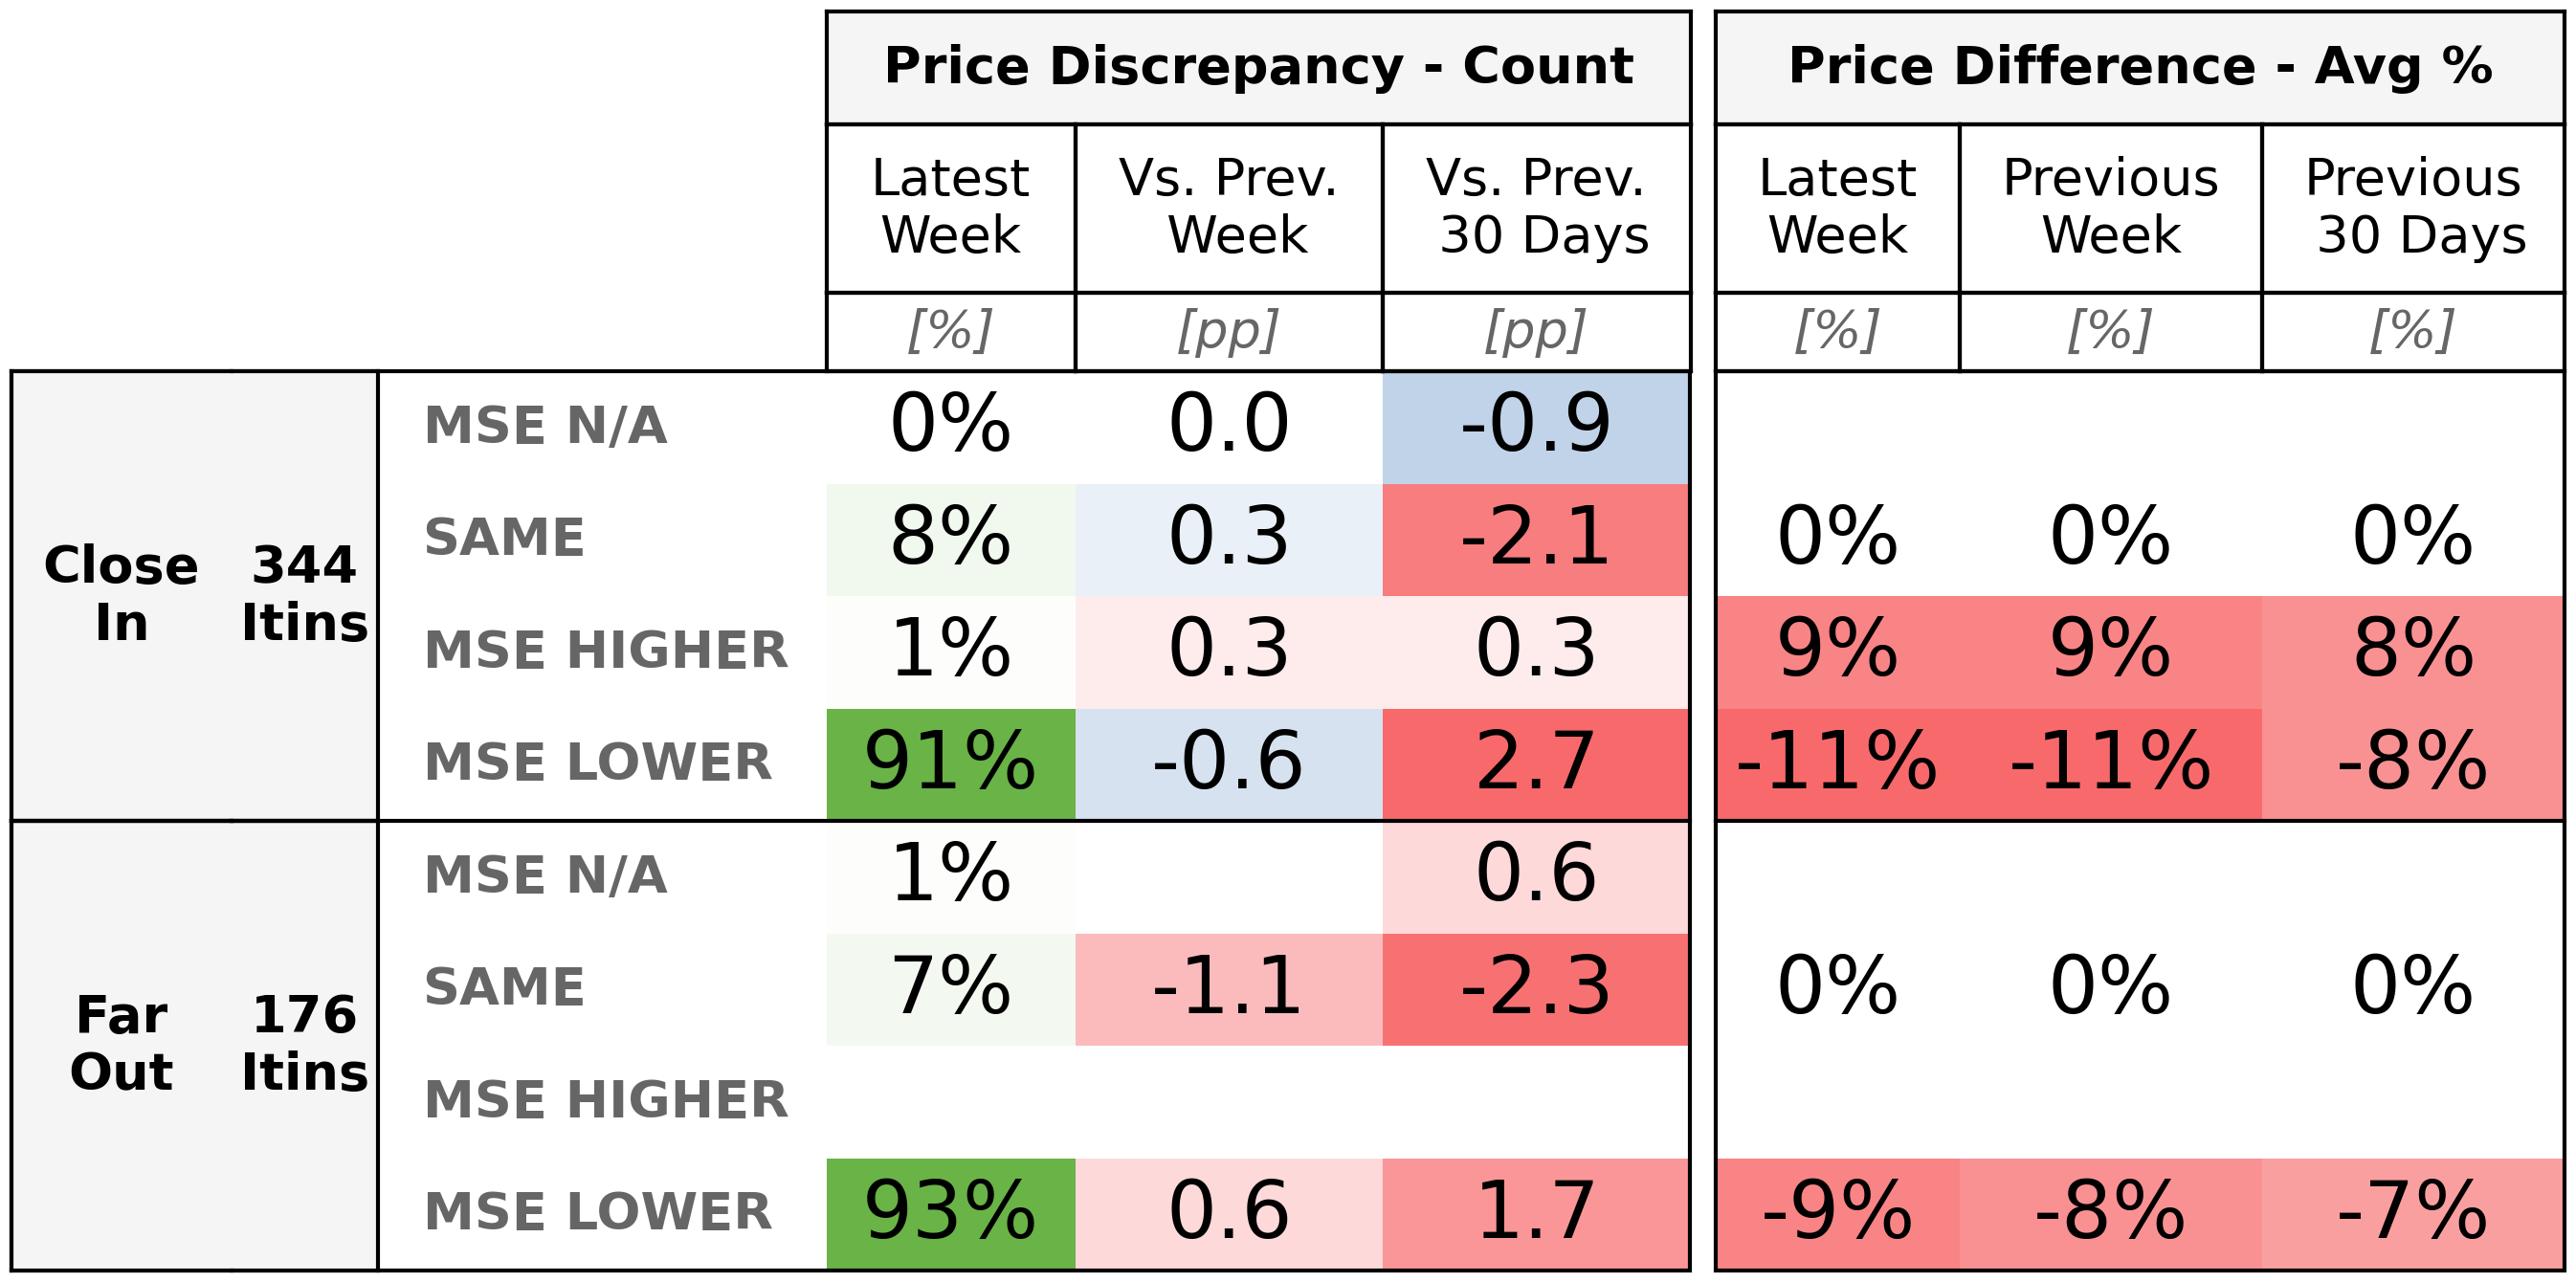 Price Discrepancy - Count Price Difference - Avg %
Latest Week Vs. Prev. Week Vs. Prev. 30 Days Latest Week Previous Week Previous 30 Days
[%] [pp] [pp] [%] [%] [%]
Close In 344 Itins
MSE N/A 0% 0.0 -0.9
SAME 8% 0.3 -2.1 0% 0% 0%
MSE HIGHER 1% 0.3 0.3 9% 9% 8%
MSE LOWER 91% -0.6 2.7 -11% -11% -8%
Far Out 176 Itins
MSE N/A 1% 0.6
SAME 7% -1.1 -2.3 0% 0% 0%
MSE HIGHER
MSE LOWER 93% 0.6 1.7 -9% -8% -7%